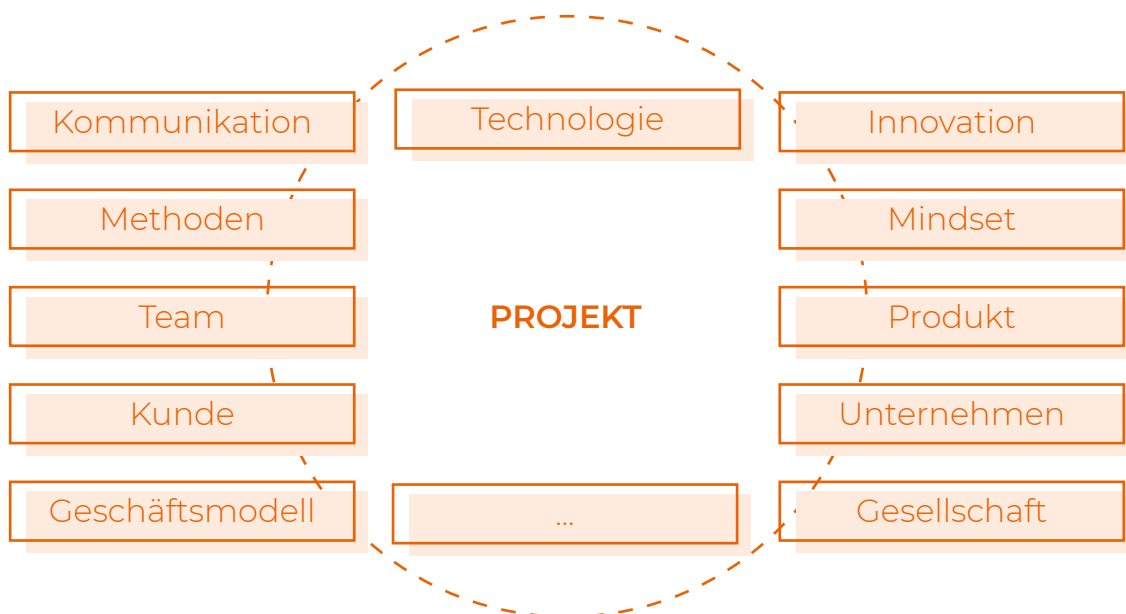 Kommunikation
Technologie
Innovation
Methoden
Mindset
Team
PROJEKT
Produkt
Kunde
Unternehmen
Geschäftsmodell
...
Gesellschaft